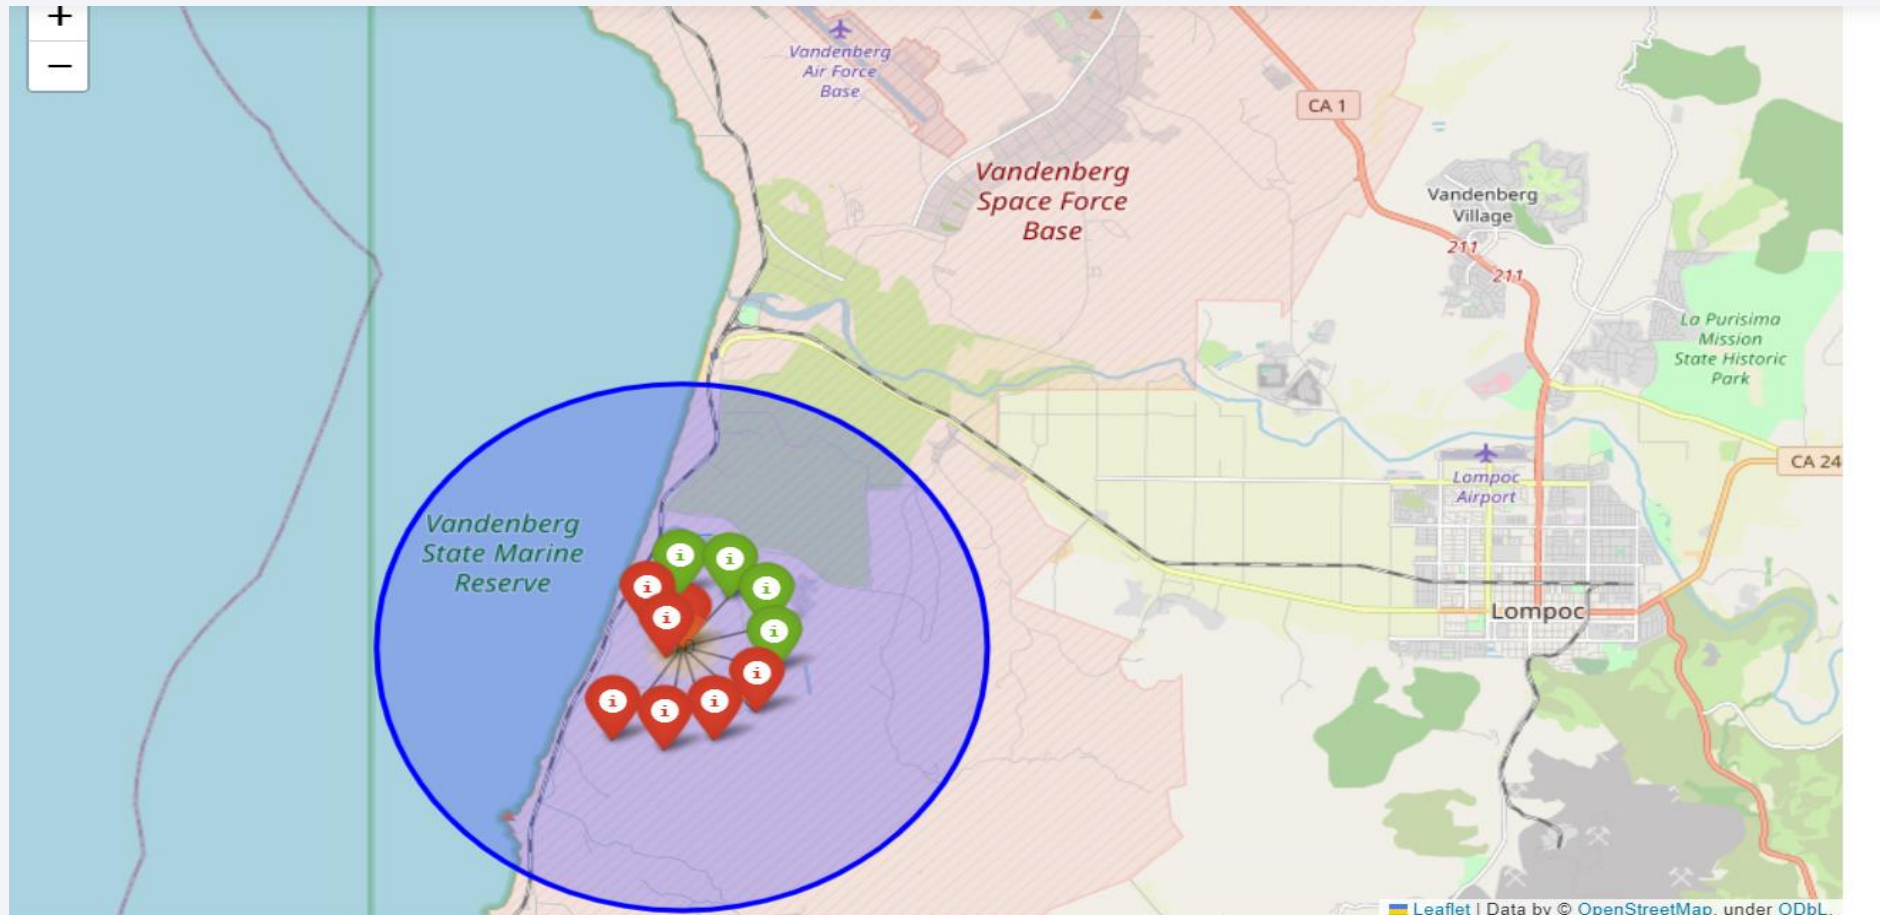 +
−
Vandenberg
Air Force
Base
CA 1
Vandenberg
Space Force
Base
Vandenberg
Village
211
211
La Purisima
Mission
State Historic
Park
CA 24
Lompoc
Airport
Vandenberg
State Marine
Reserve
i
i
i
i
i
i
i
i
i
i
Lompoc
Leaflet | Data by © OpenStreetMap, under ODbL.